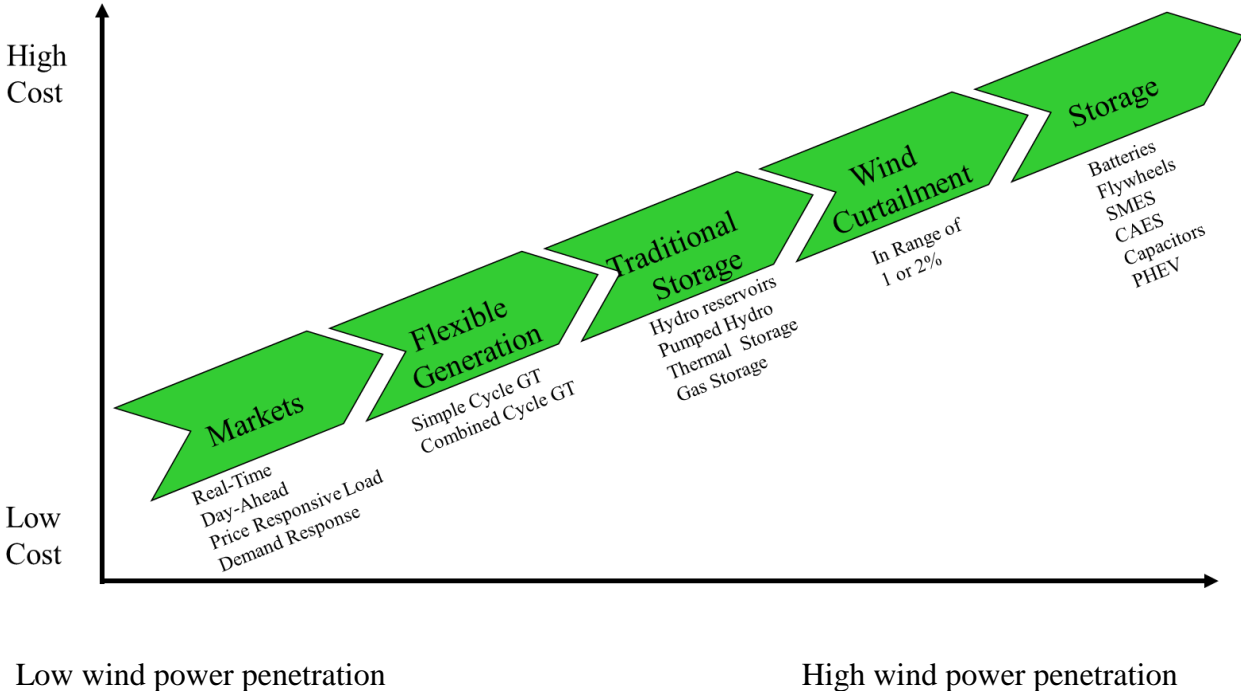 High
Cost
Storage
Batteries
Flywheels
SMES
CAES
Capacitors
PHEV
Wind
Curtailment
In Range of
1 or 2%
Traditional
Storage
Hydro reservoirs
Pumped Hydro
Thermal Storage
Gas Storage
Flexible
Generation
Simple Cycle GT
Combined Cycle GT
Markets
Real-Time
Day-Ahead
Price Responsive Load
Demand Response
Low
Cost
Low wind power penetration
High wind power penetration